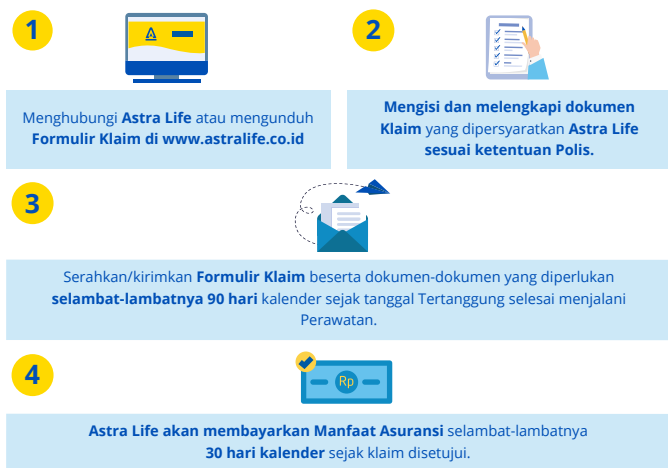 1
2
Menghubungi Astra Life atau mengunduh
Formulir Klaim di www.astralife.co.id
Mengisi dan melengkapi dokumen
Klaim yang dipersyaratkan Astra Life
sesuai ketentuan Polis.
3
Serahkan/kirimkan Formulir Klaim beserta dokumen-dokumen yang diperlukan
selambat-lambatnya 90 hari kalender sejak tanggal Tertanggung selesai menjalani
Perawatan.
4
Rp
Astra Life akan membayarkan Manfaat Asuransi selambat-lambatnya
30 hari kalender sejak klaim disetujui.